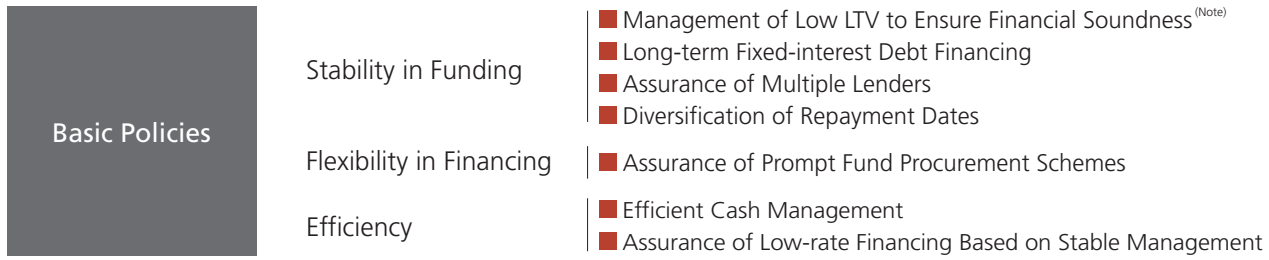 Basic Policies
Stability in Funding
Management of Low LTV to Ensure Financial Soundness (Note)
Long-term Fixed-interest Debt Financing
Assurance of Multiple Lenders
Diversification of Repayment Dates
Flexibility in Financing
Assurance of Prompt Fund Procurement Schemes
Efficiency
Efficient Cash Management
Assurance of Low-rate Financing Based on Stable Management